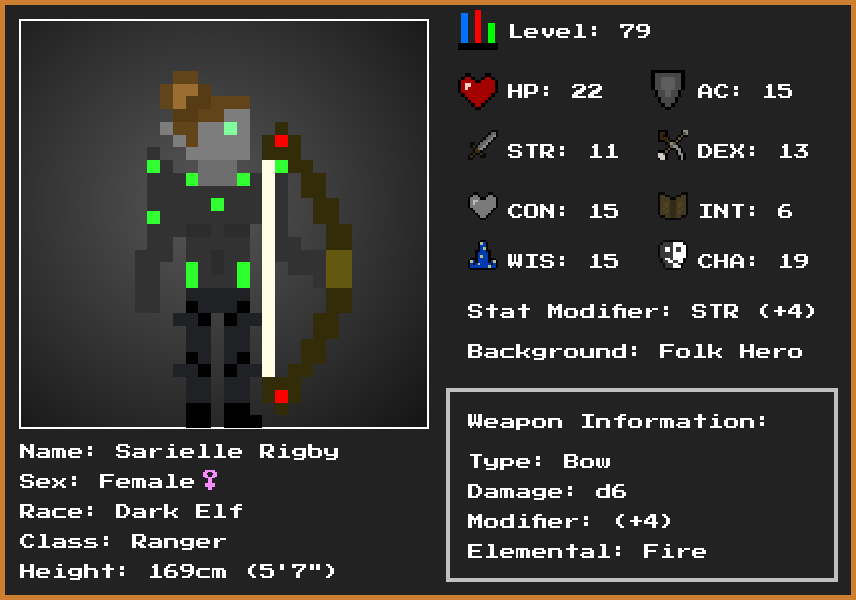 Level: 79
HP: 22 AC: 15
STR: 11 DEX: 13
CON: 15 INT: 6
WIS: 15 CHA: 19
Stat Modifier: STR (+4)
Background: Folk Hero
Weapon Information:
Type: Bow
Damage: d6
Modifier: (+4)
Elemental: Fire
Name: Sarielle Rigby
Sex: Female♀
Race: Dark Elf
Class: Ranger
Height: 169cm (5'7")